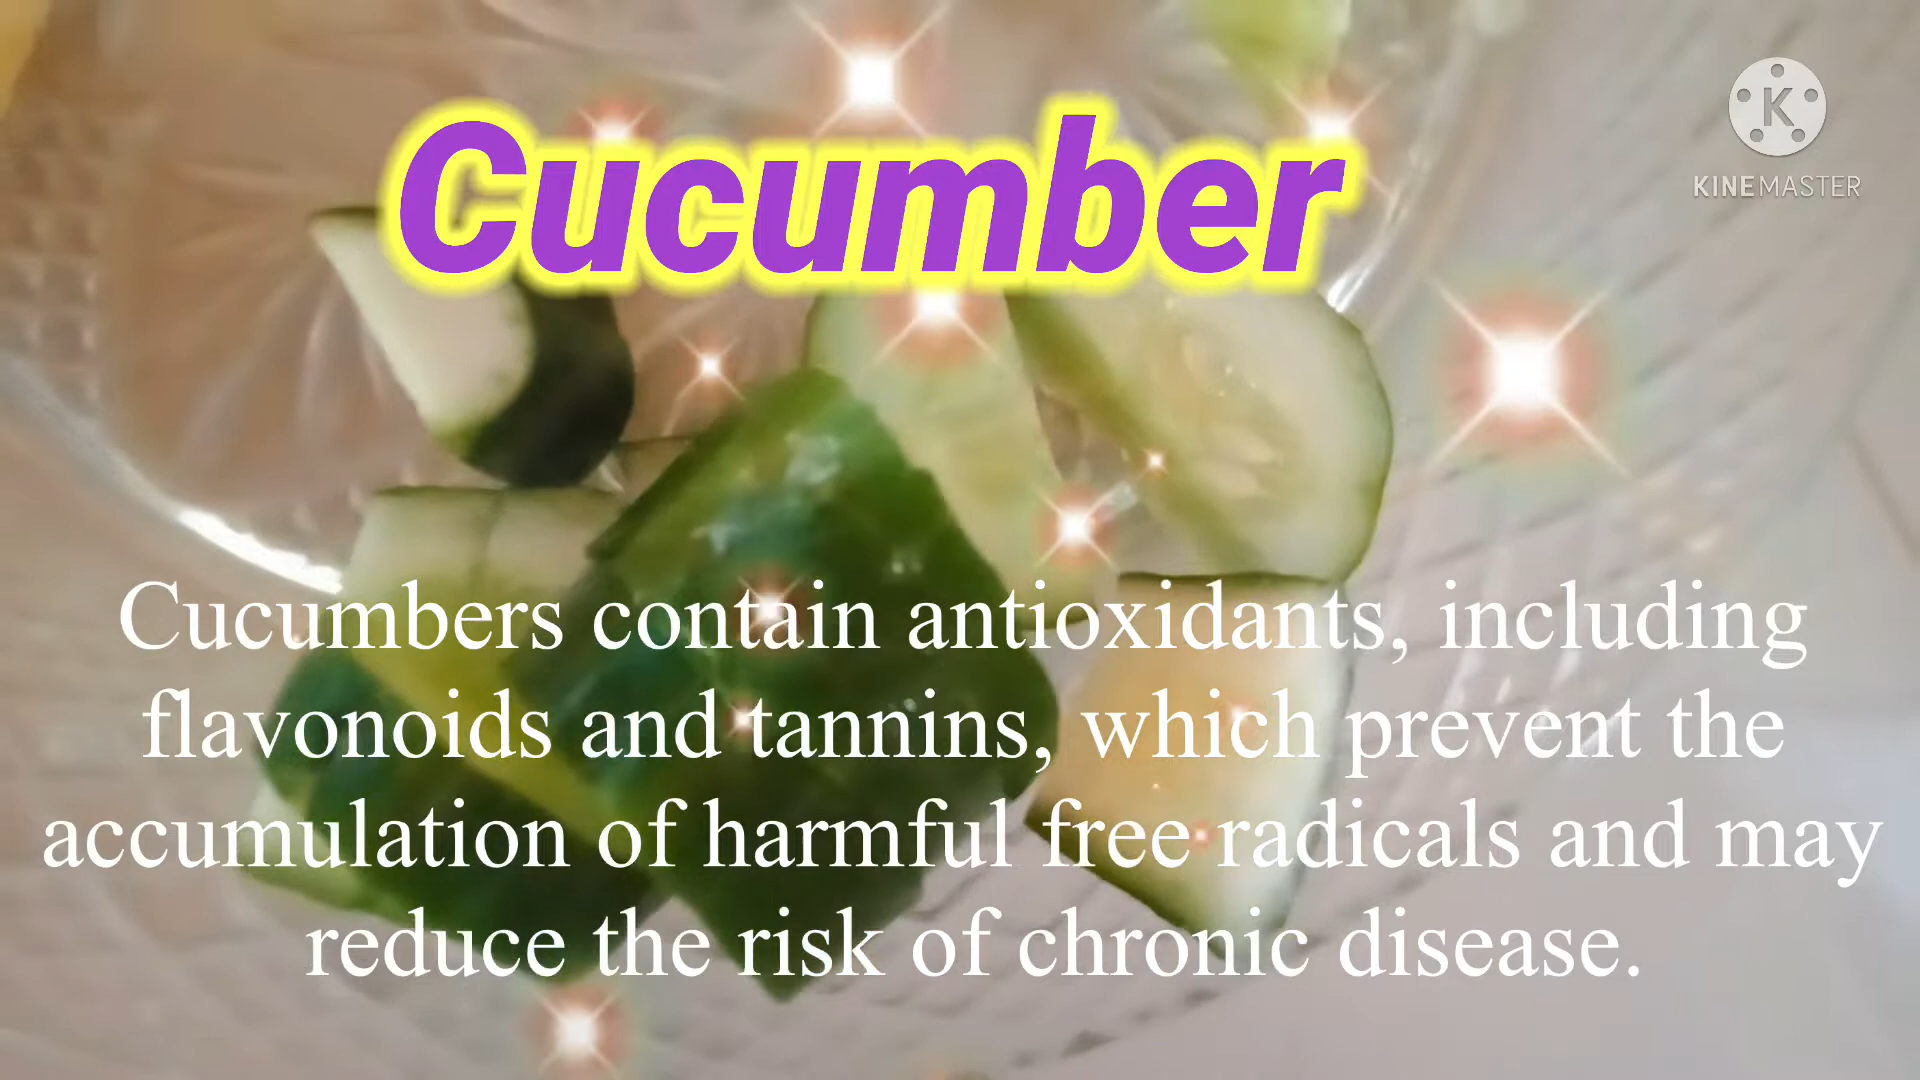 Cucumber
K
KINEMASTER
Cucumbers contain antioxidants, including
flavonoids and tannins, which prevent the
accumulation of harmful free radicals and may
reduce the risk of chronic disease.